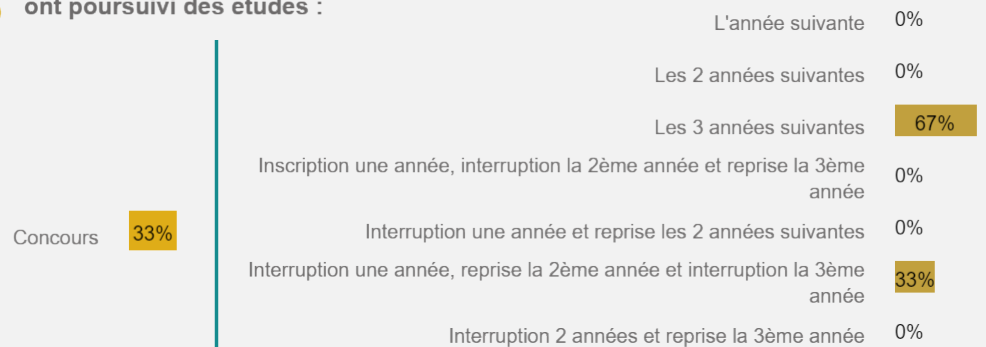 ont poursuivi des études :
L'année suivante 0%
Les 2 années suivantes 0%
Les 3 années suivantes 67%
Inscription une année, interruption la 2ème année et reprise la 3ème
année 0%
Concours 33%
Interruption une année et reprise les 2 années suivantes 0%
Interruption une année, reprise la 2ème année et interruption la 3ème
année 33%
Interruption 2 années et reprise la 3ème année 0%